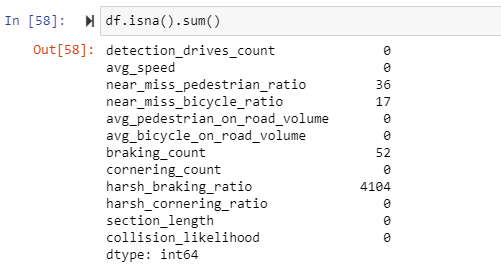 In [58]: df.isna().sum()
Out[58]: detection_drives_count 0
avg_speed 0
near_miss_pedestrian_ratio 36
near_miss_bicycle_ratio 17
avg_pedestrian_on_road_volume 0
avg_bicycle_on_road_volume 0
braking_count 52
cornering_count 0
harsh_braking_ratio 4104
harsh_cornering_ratio 0
section_length 0
collision_likelihood 0
dtype: int64